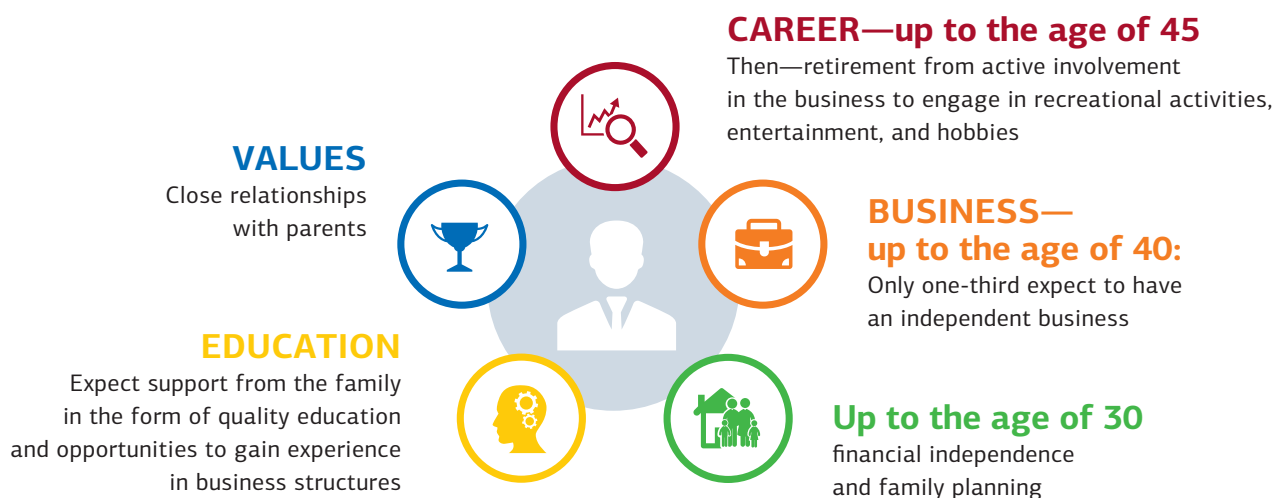 CAREER—up to the age of 45
Then—retirement from active involvement
in the business to engage in recreational activities,
entertainment, and hobbies
VALUES
Close relationships
with parents
BUSINESS—
up to the age of 40:
Only one-third expect to have
an independent business
EDUCATION
Expect support from the family
in the form of quality education
and opportunities to gain experience
in business structures
Up to the age of 30
financial independence
and family planning